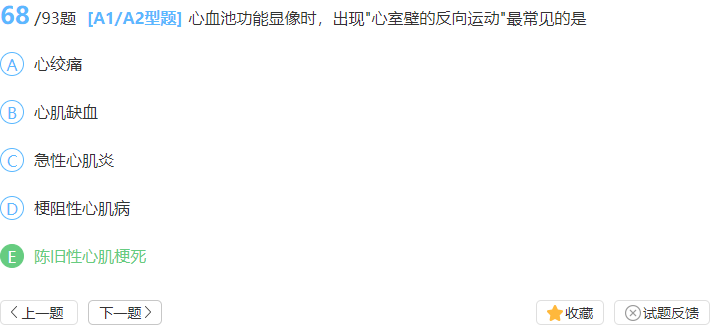 68 /93题 [A1/A2型题] 心血池功能显像时，出现"心室壁的反向运动"最常见的是
A 心绞痛
B 心肌缺血
C 急性心肌炎
D 梗阻性心肌病
E 陈旧性心肌梗死
上一题 下一题 收藏 试题反馈